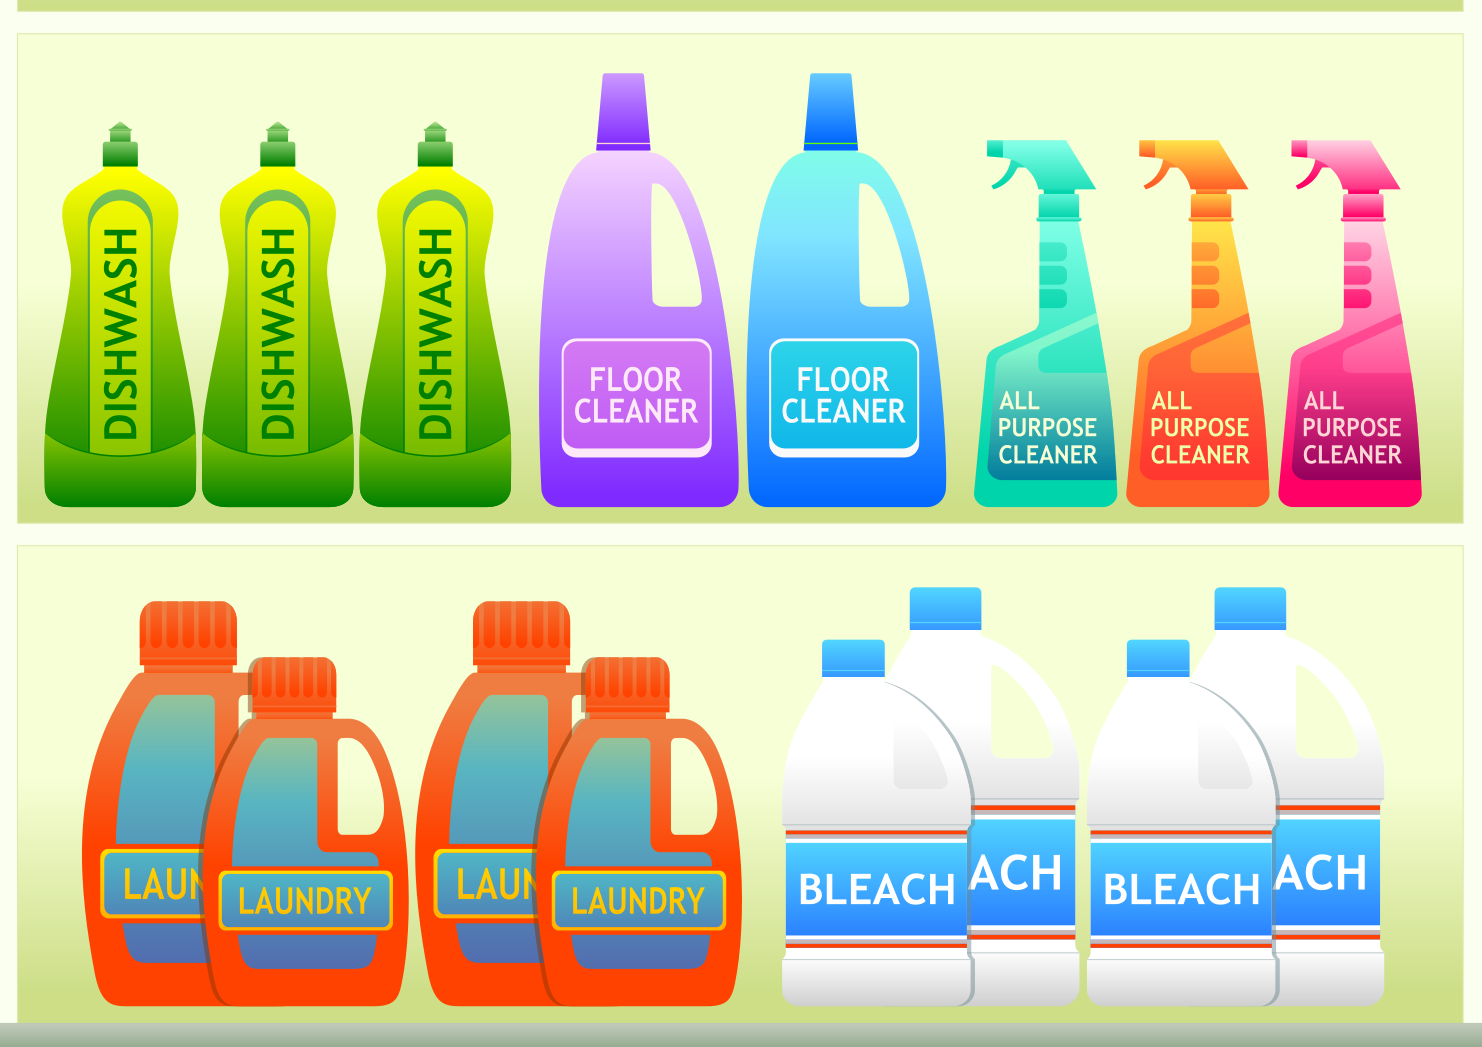 DISHWASH
DISHWASH
DISHWASH
FLOOR
CLEANER
FLOOR
CLEANER
ALL
PURPOSE
CLEANER
ALL
PURPOSE
CLEANER
ALL
PURPOSE
CLEANER
LAUN
LAUNDRY
LAUN
LAUNDRY
BLEACH
ACH
BLEACH
ACH